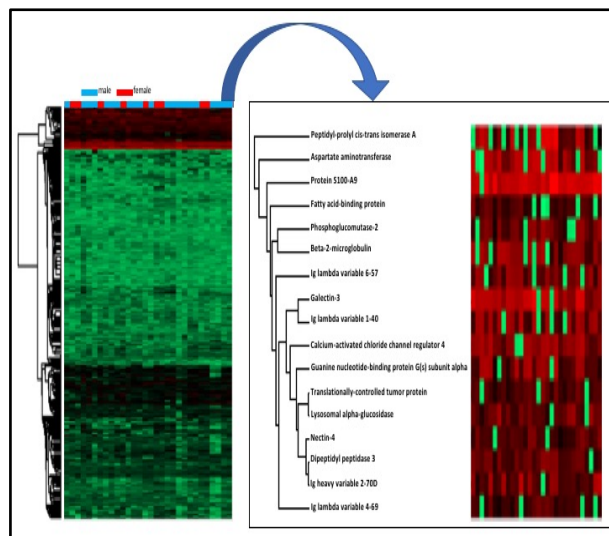 male female
Peptidyl-prolyl cis-trans isomerase A
Aspartate aminotransferase
Protein S100-A9
Fatty acid-binding protein
Phosphoglucomutase-2
Beta-2-microglobulin
Ig lambda variable 6-57
Galectin-3
Ig lambda variable 1-40
Calcium-activated chloride channel regulator 4
Guanine nucleotide-binding protein G(s) subunit alpha
Translationally-controlled tumor protein
Lysosomal alpha-glucosidase
Nectin-4
Dipeptidyl peptidase 3
Ig heavy variable 2-70D
Ig lambda variable 4-69